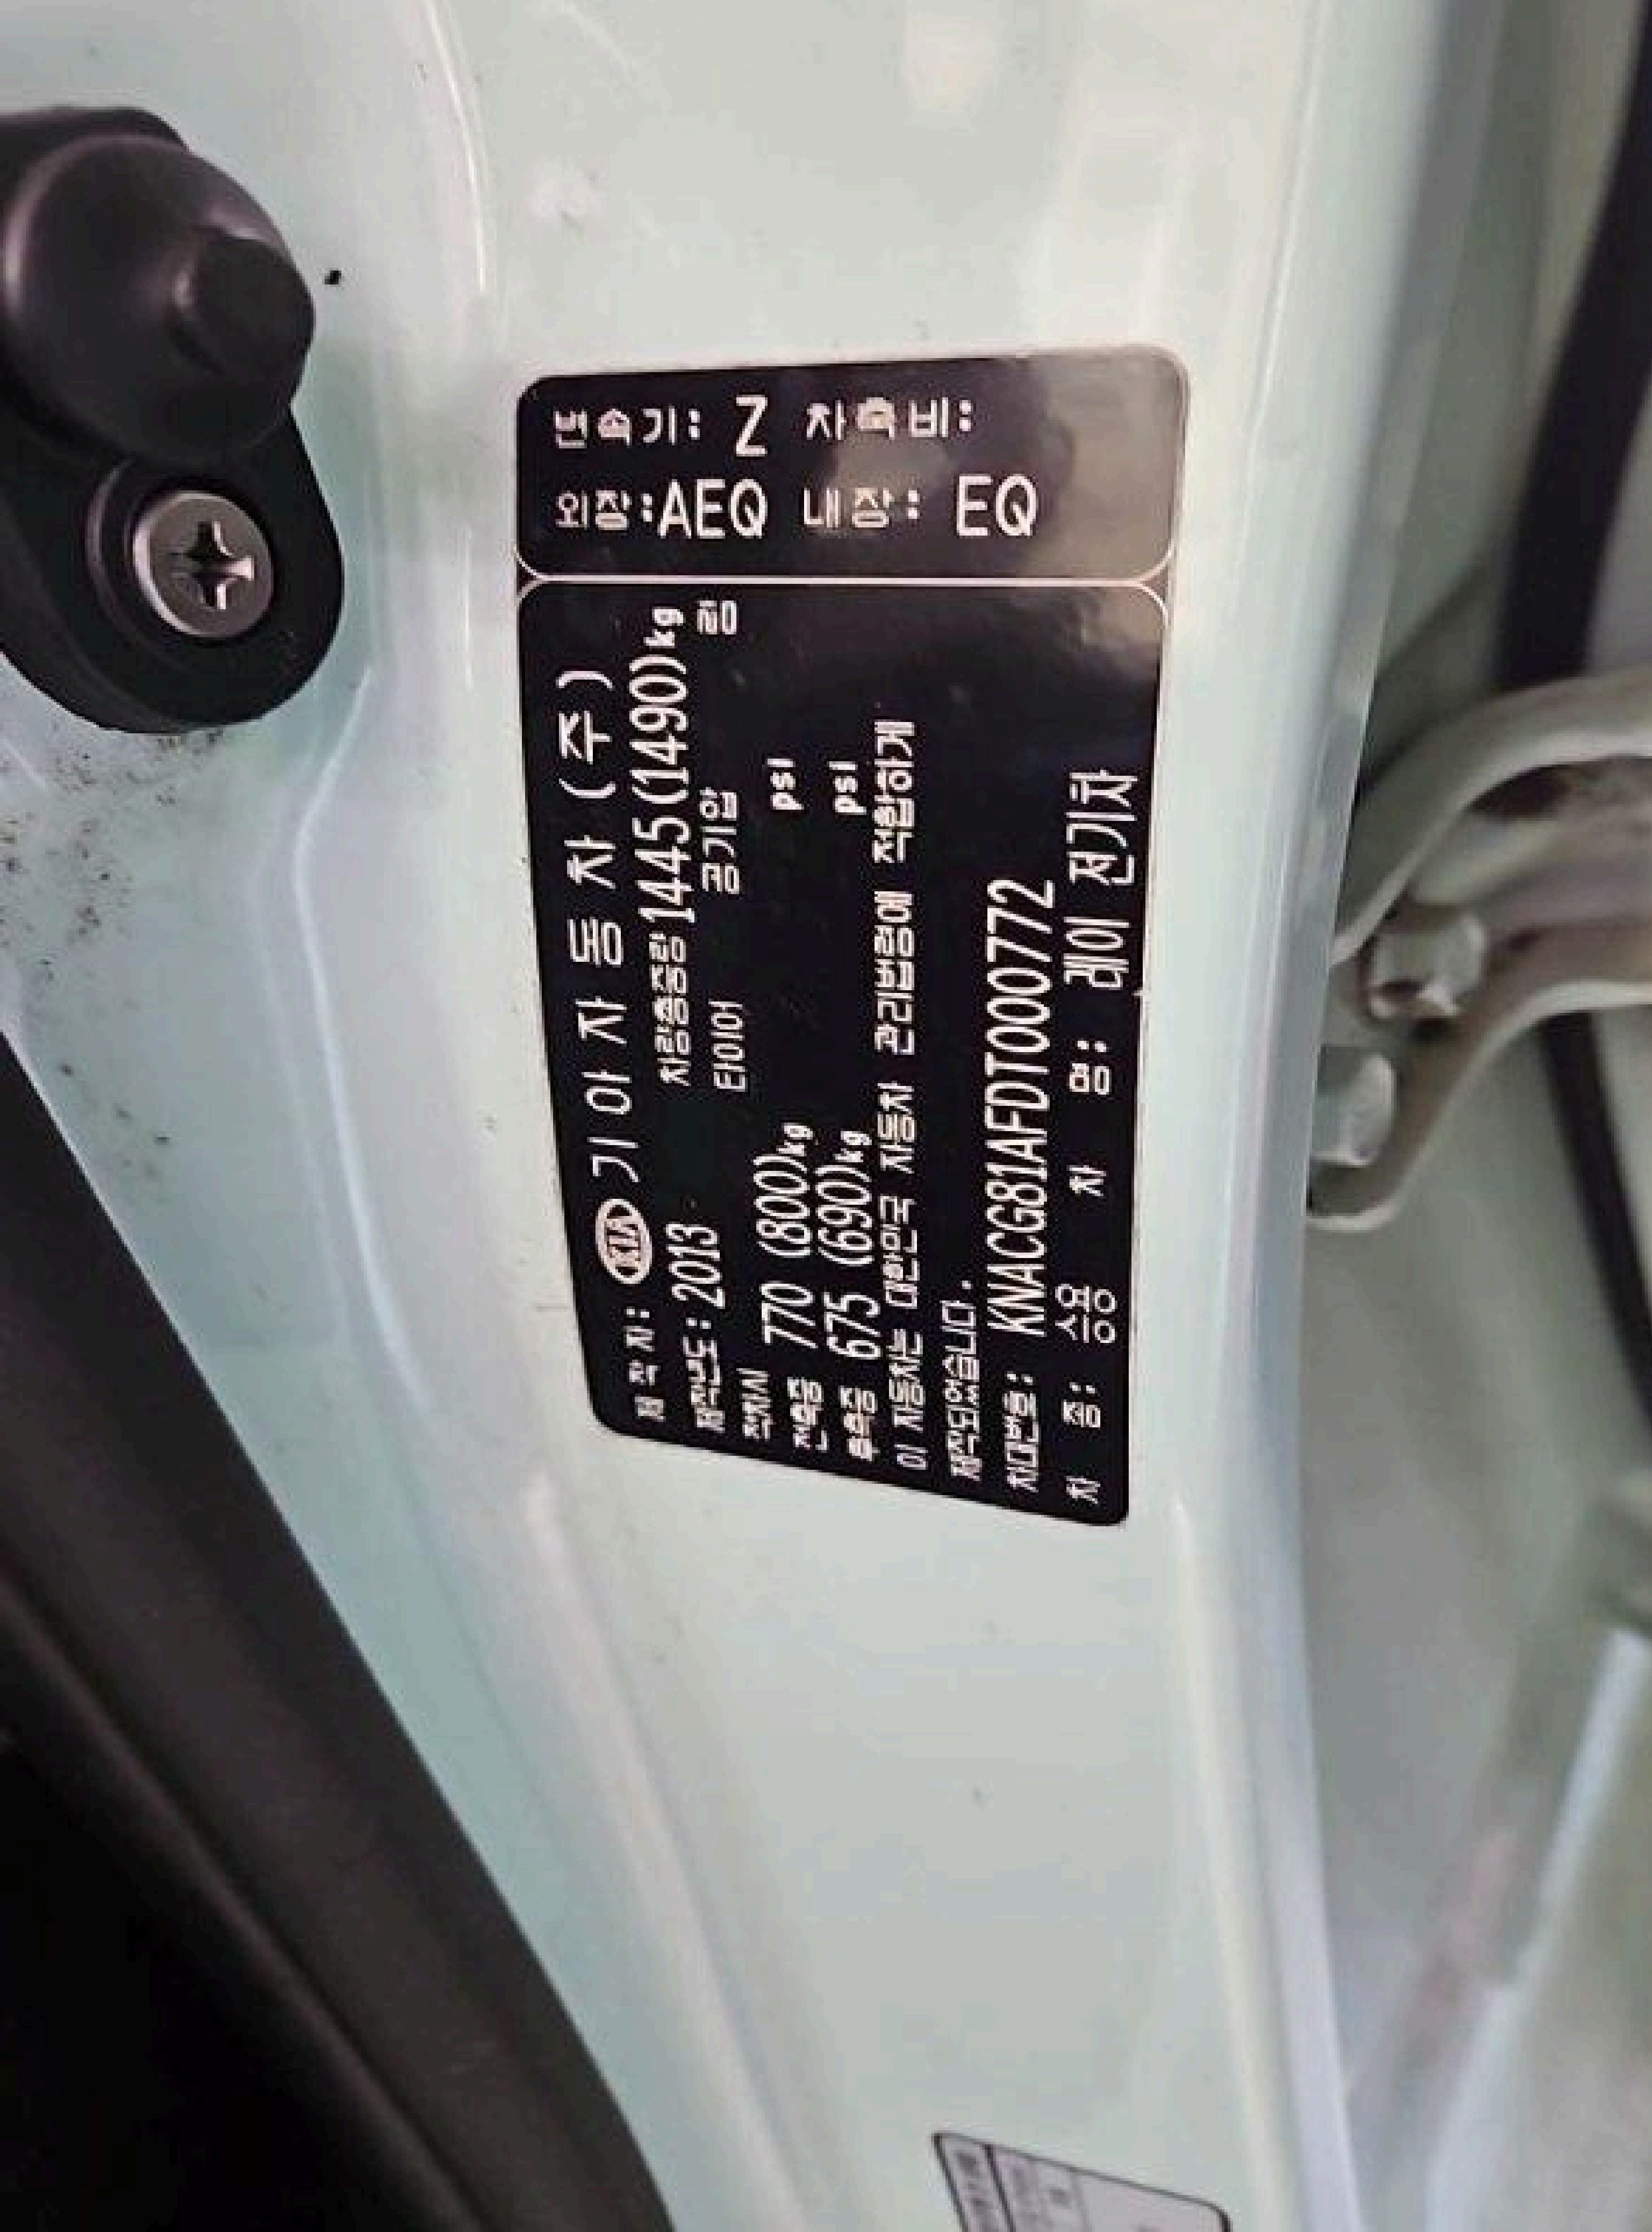 변속기: Z 차축비:
외장:AEQ 내장: EQ
제 작 자: KIA 기 아 자 동 차 (주)
제작년도: 2013 차량총중량 1445(1490)kg
적차시 타이어 공기압 림
전축중 770 (800)kg psi
후축중 675 (690)kg psi
이 자동차는 대한민국 자동차 관리법령에 적합하게
제작되었습니다.
차대번호: KNACG81AFDT000772
차 종: 승용 차 명: 레이 전기차